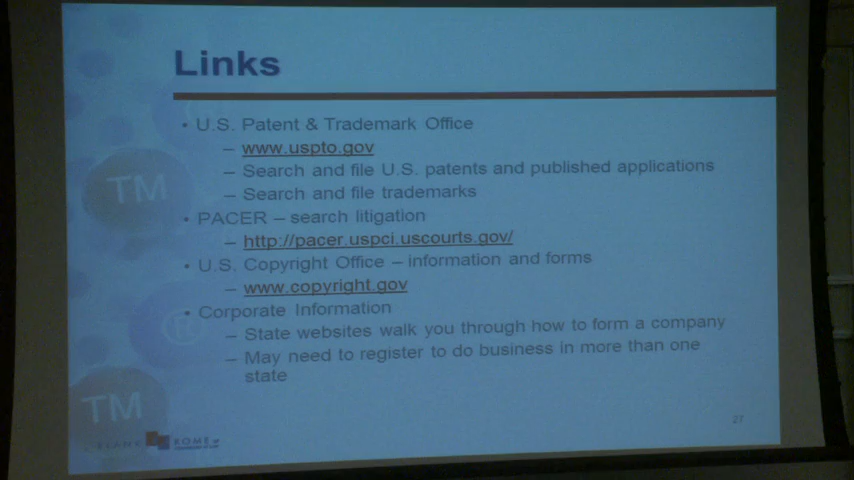 Links
• U.S. Patent & Trademark Office
– www.uspto.gov
– Search and file U.S. patents and published applications
– Search and file trademarks
• PACER – search litigation
– http://pacer.uspci.uscourts.gov/
• U.S. Copyright Office – information and forms
– www.copyright.gov
• Corporate Information
– State websites walk you through how to form a company
– May need to register to do business in more than one
state
TM
®
TM
BLANK ROME
27